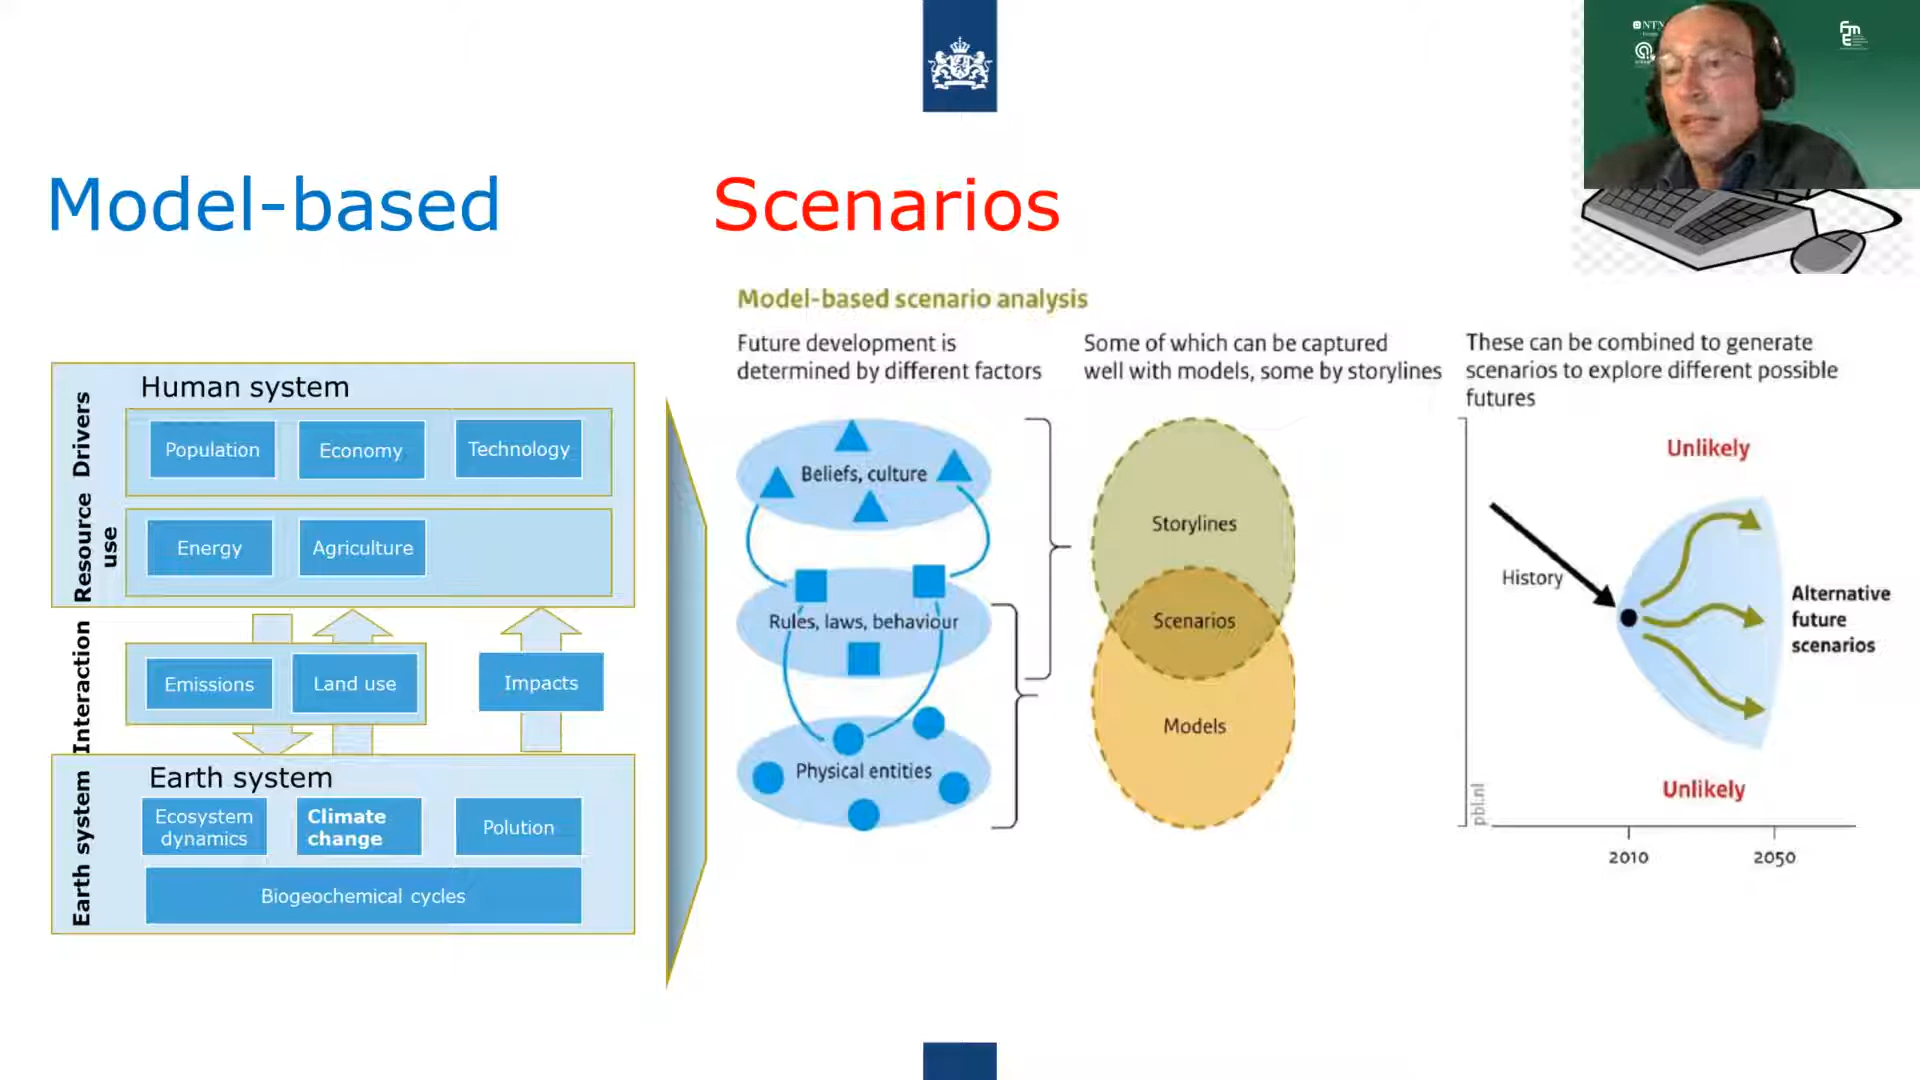 Model-based
Scenarios
Model-based scenario analysis
Future development is
determined by different factors
Some of which can be captured
well with models, some by storylines
These can be combined to generate
scenarios to explore different possible
futures
Human system
Drivers
Population
Economy
Technology
Resource
use
Energy
Agriculture
Interaction
Emissions
Land use
Impacts
Earth system
Earth system
Ecosystem
dynamics
Climate
change
Polution
Biogeochemical cycles
Beliefs, culture
Rules, laws, behaviour
Physical entities
Storylines
Scenarios
Models
Unlikely
History
Alternative
future
scenarios
Unlikely
pbl.nl
2010
2050